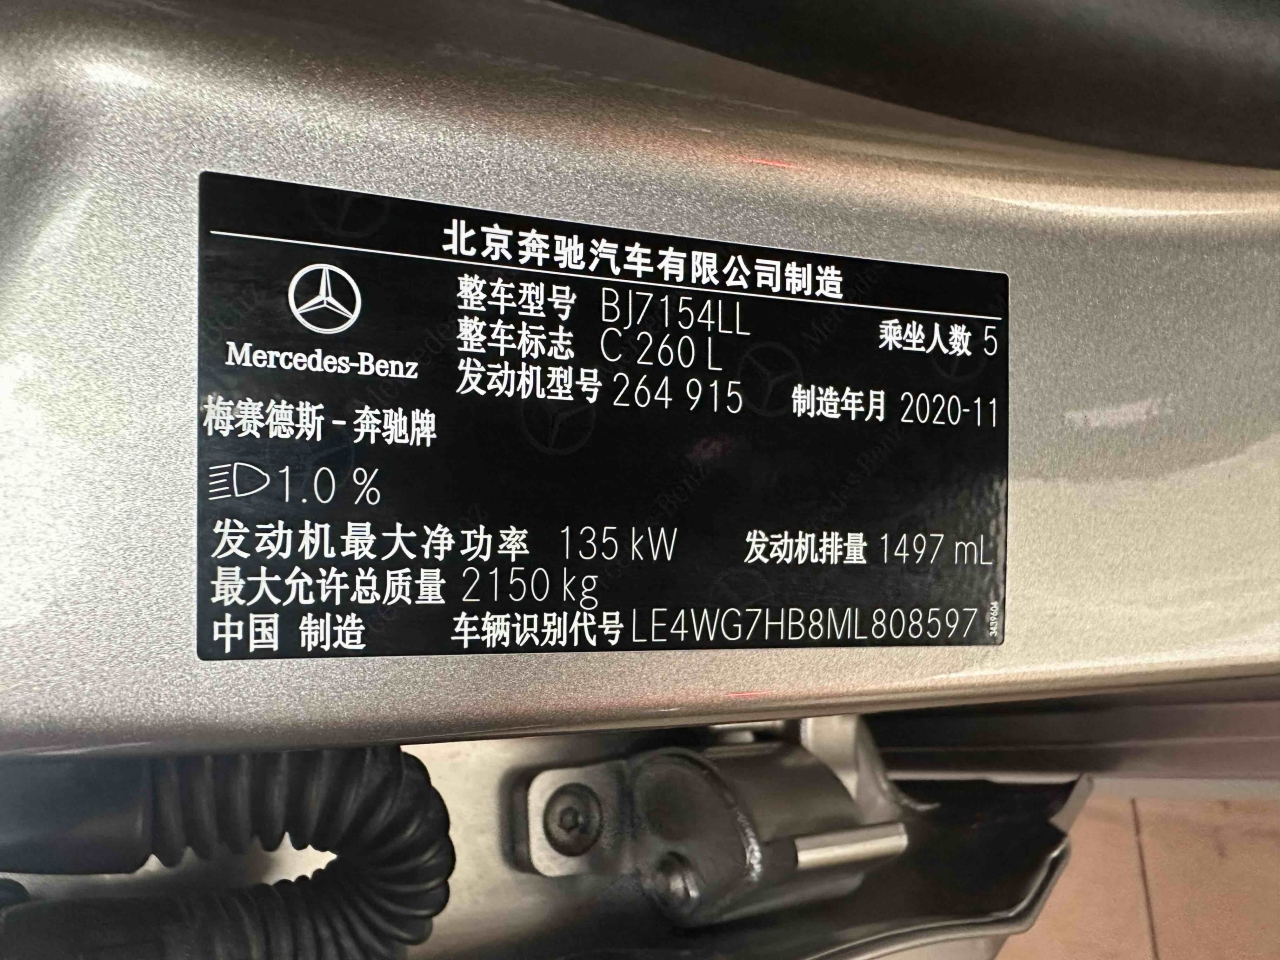 北京奔驰汽车有限公司制造
Mercedes-Benz
梅赛德斯-奔驰牌
整车型号 BJ7154LL
整车标志 C 260 L
乘坐人数 5
发动机型号 264 915
制造年月 2020-11
1.0 %
发动机最大净功率 135 kW 发动机排量 1497 mL
最大允许总质量 2150 kg
中国 制造 车辆识别代号 LE4WG7HB8ML808597
3439604